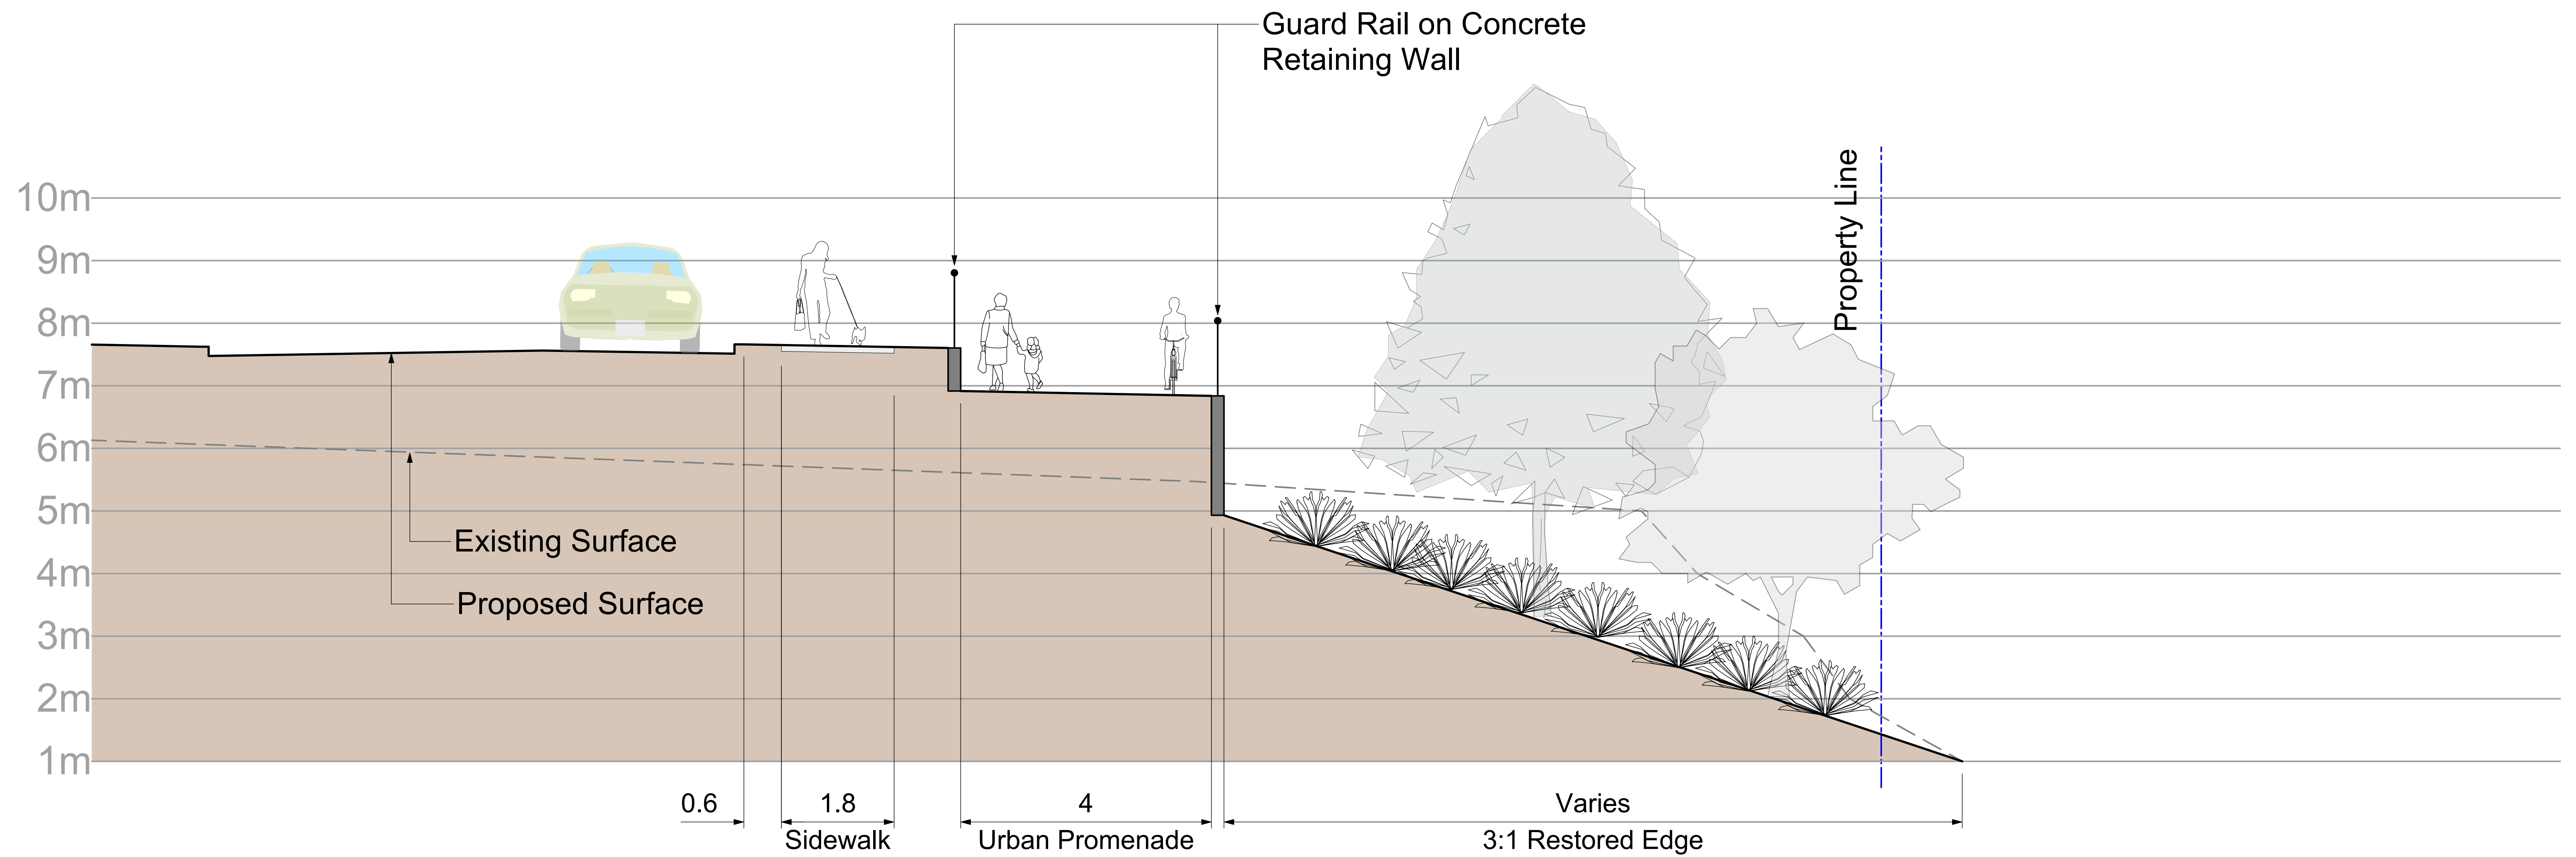 Guard Rail on Concrete
Retaining Wall
Property Line
10m
9m
8m
7m
6m
5m
4m
3m
2m
1m
Existing Surface
Proposed Surface
0.6
1.8
4
Varies
Sidewalk
Urban Promenade
3:1 Restored Edge